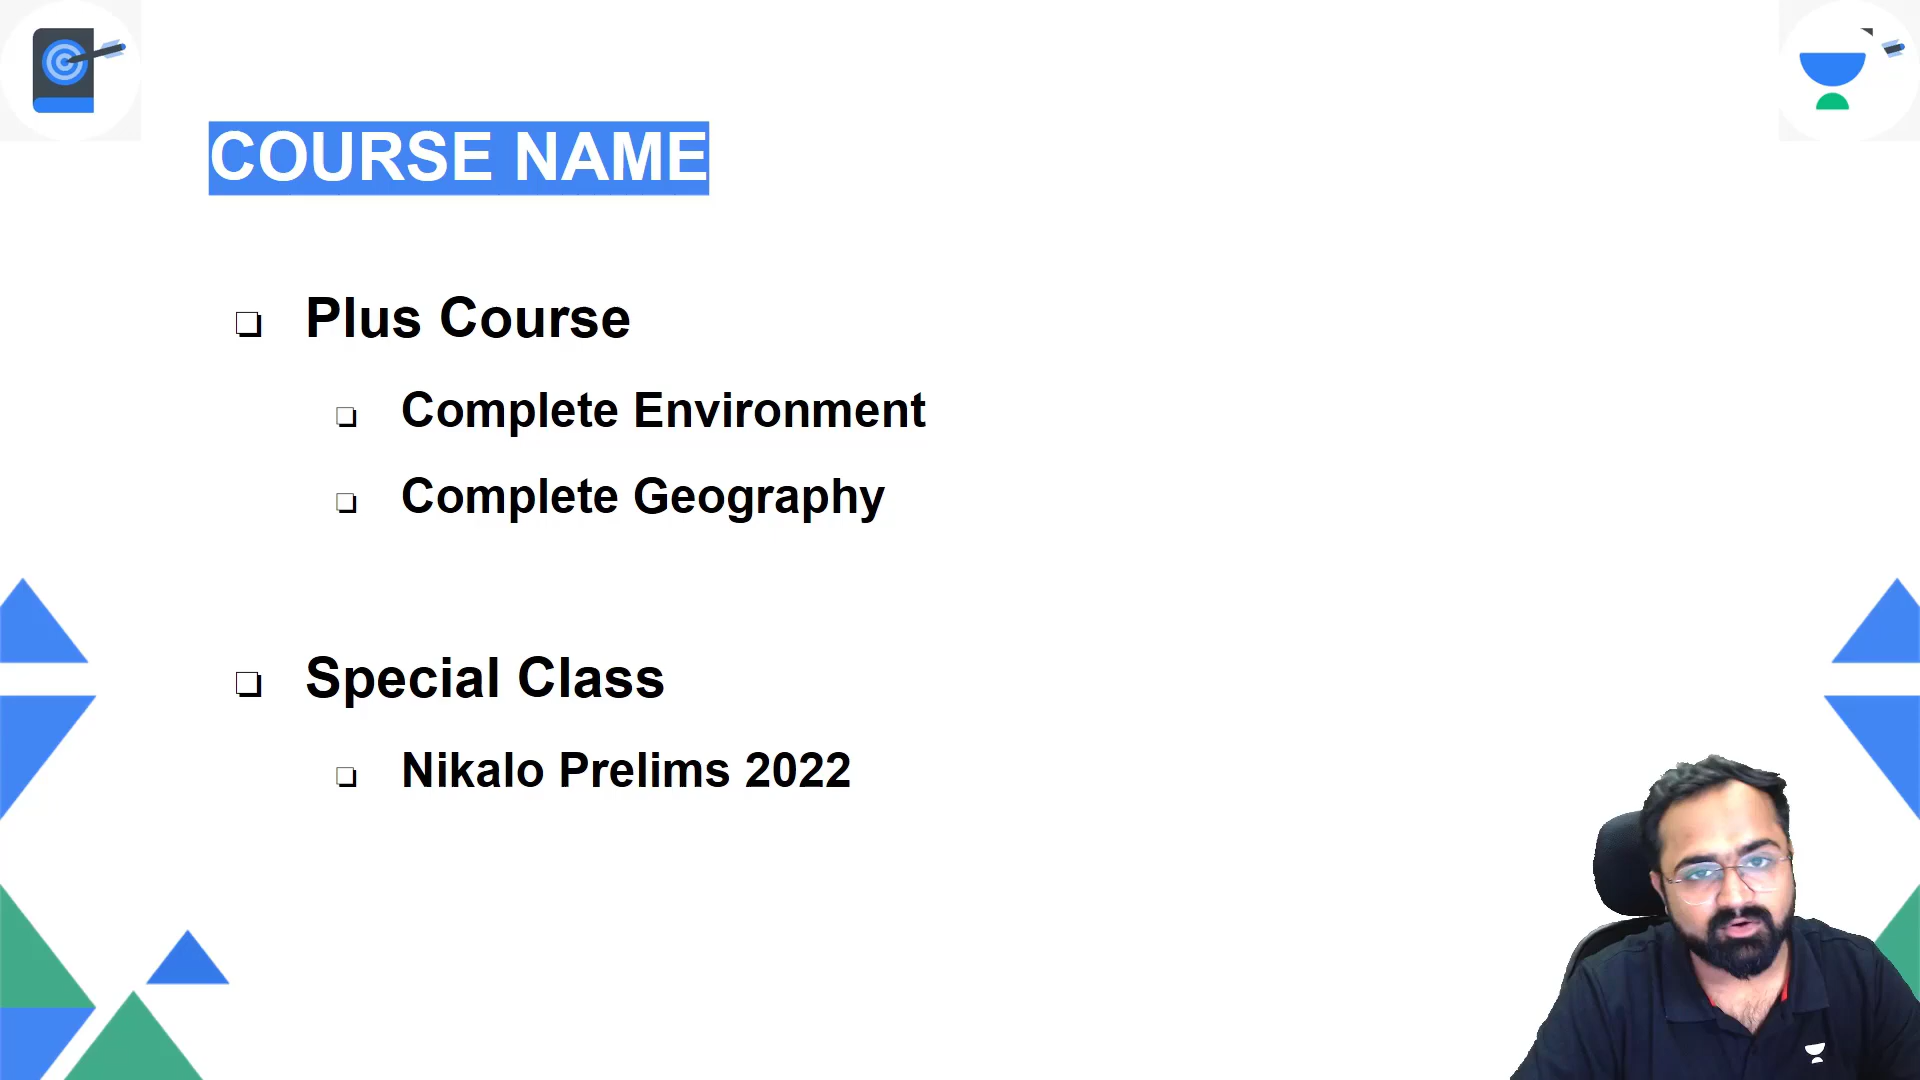 COURSE NAME
Plus Course
Complete Environment
Complete Geography
Special Class
Nikalo Prelims 2022